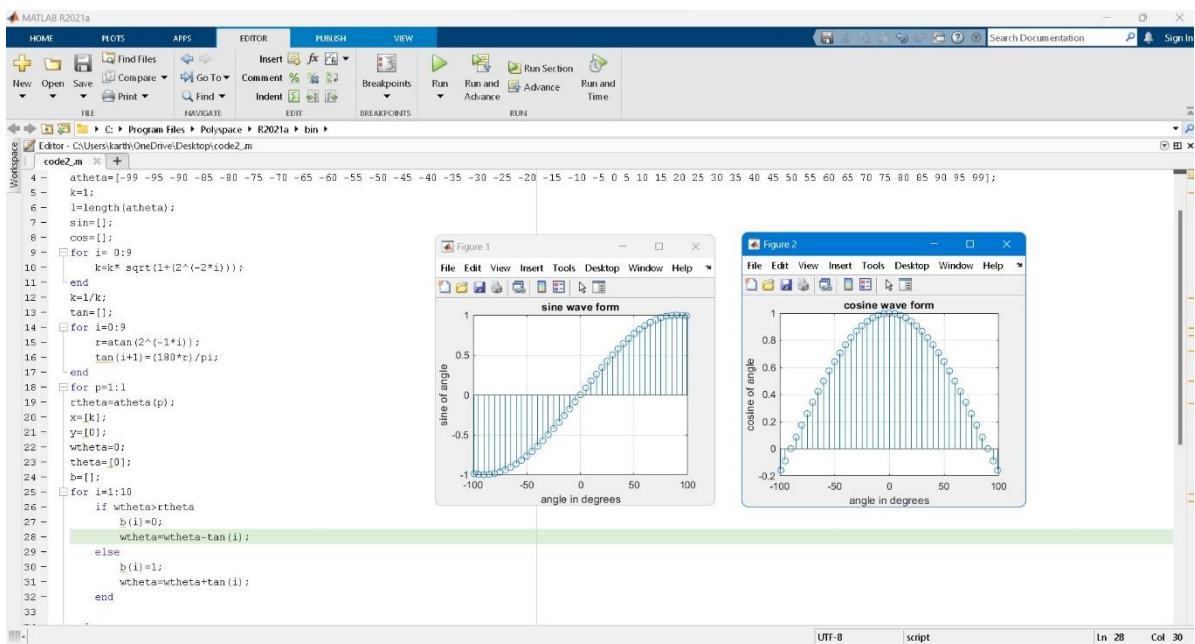 MATLAB R2021a
HOME PLOTS APPS EDITOR PUBLISH VIEW Search Documentation Sign In
New Open Save Find Files Compare Print Go To Find Insert fx Comment % Indent Breakpoints Run Run and Advance Run Section Advance Run and Time
FILE NAVIGATE EDIT BREAKPOINTS RUN
C: Program Files Polyspace R2021a bin
Workspace
Editor - C:\Users\karth\OneDrive\Desktop\code2_.m
code2_.m
4 - atheta=[-99 -95 -90 -85 -80 -75 -70 -65 -60 -55 -50 -45 -40 -35 -30 -25 -20 -15 -10 -5 0 5 10 15 20 25 30 35 40 45 50 55 60 65 70 75 80 85 90 95 99];
5 - k=1;
6 - l=length(atheta);
7 - sin=[];
8 - cos=[];
9 - for i= 0:9
10 - k=k* sqrt(1+(2^(-2*i)));
11 - end
12 - k=1/k;
13 - tan=[];
14 - for i=0:9
15 - r=atan(2^(-1*i));
16 - tan(i+1)=(180*r)/pi;
17 - end
18 - for p=1:l
19 - rtheta=atheta(p);
20 - x=[k];
21 - y=[0];
22 - wtheta=0;
23 - theta=[0];
24 - b=[];
25 - for i=1:10
26 - if wtheta>rtheta
27 - b(i)=0;
28 - wtheta=wtheta-tan(i);
29 - else
30 - b(i)=1;
31 - wtheta=wtheta+tan(i);
32 - end
33
Figure 1
File Edit View Insert Tools Desktop Window Help
sine wave form
sine of angle
1
0.5
0
-0.5
-1
-100 -50 0 50 100
angle in degrees
Figure 2
File Edit View Insert Tools Desktop Window Help
cosine wave form
cosine of angle
1
0.8
0.6
0.4
0.2
0
-0.2
-100 -50 0 50 100
angle in degrees
UTF-8 script Ln 28 Col 30